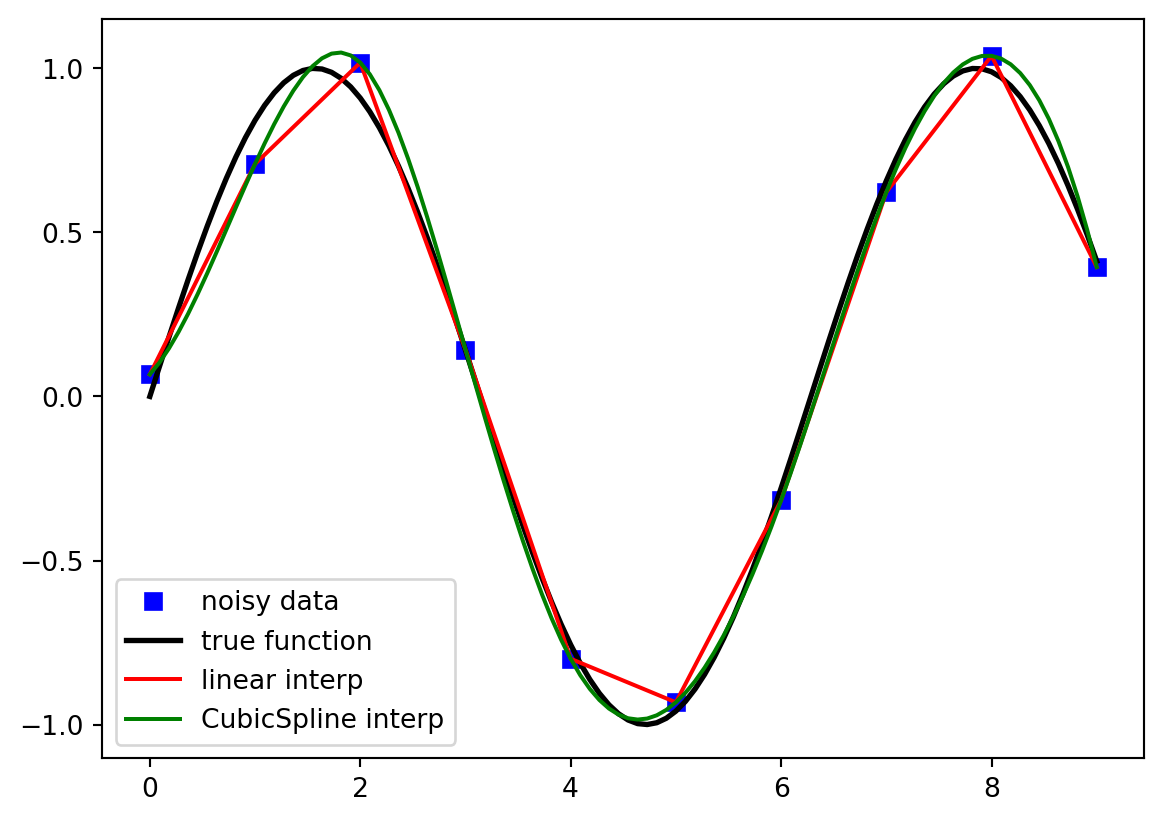 1.0
0.5
0.0
−0.5
−1.0
noisy data
true function
linear interp
CubicSpline interp
0 2 4 6 8